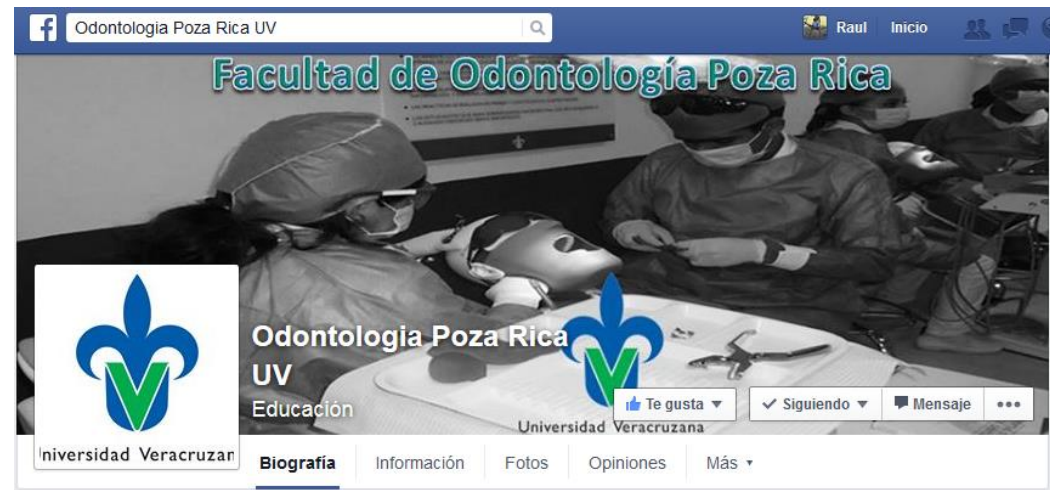 Odontologia Poza Rica UV
Raul Inicio
Facultad de Odontología Poza Rica
Odontologia Poza Rica
UV
Educación
Te gusta
Siguiendo
Mensaje
Universidad Veracruzana
niversidad Veracruzan
Biografía Información Fotos Opiniones Más